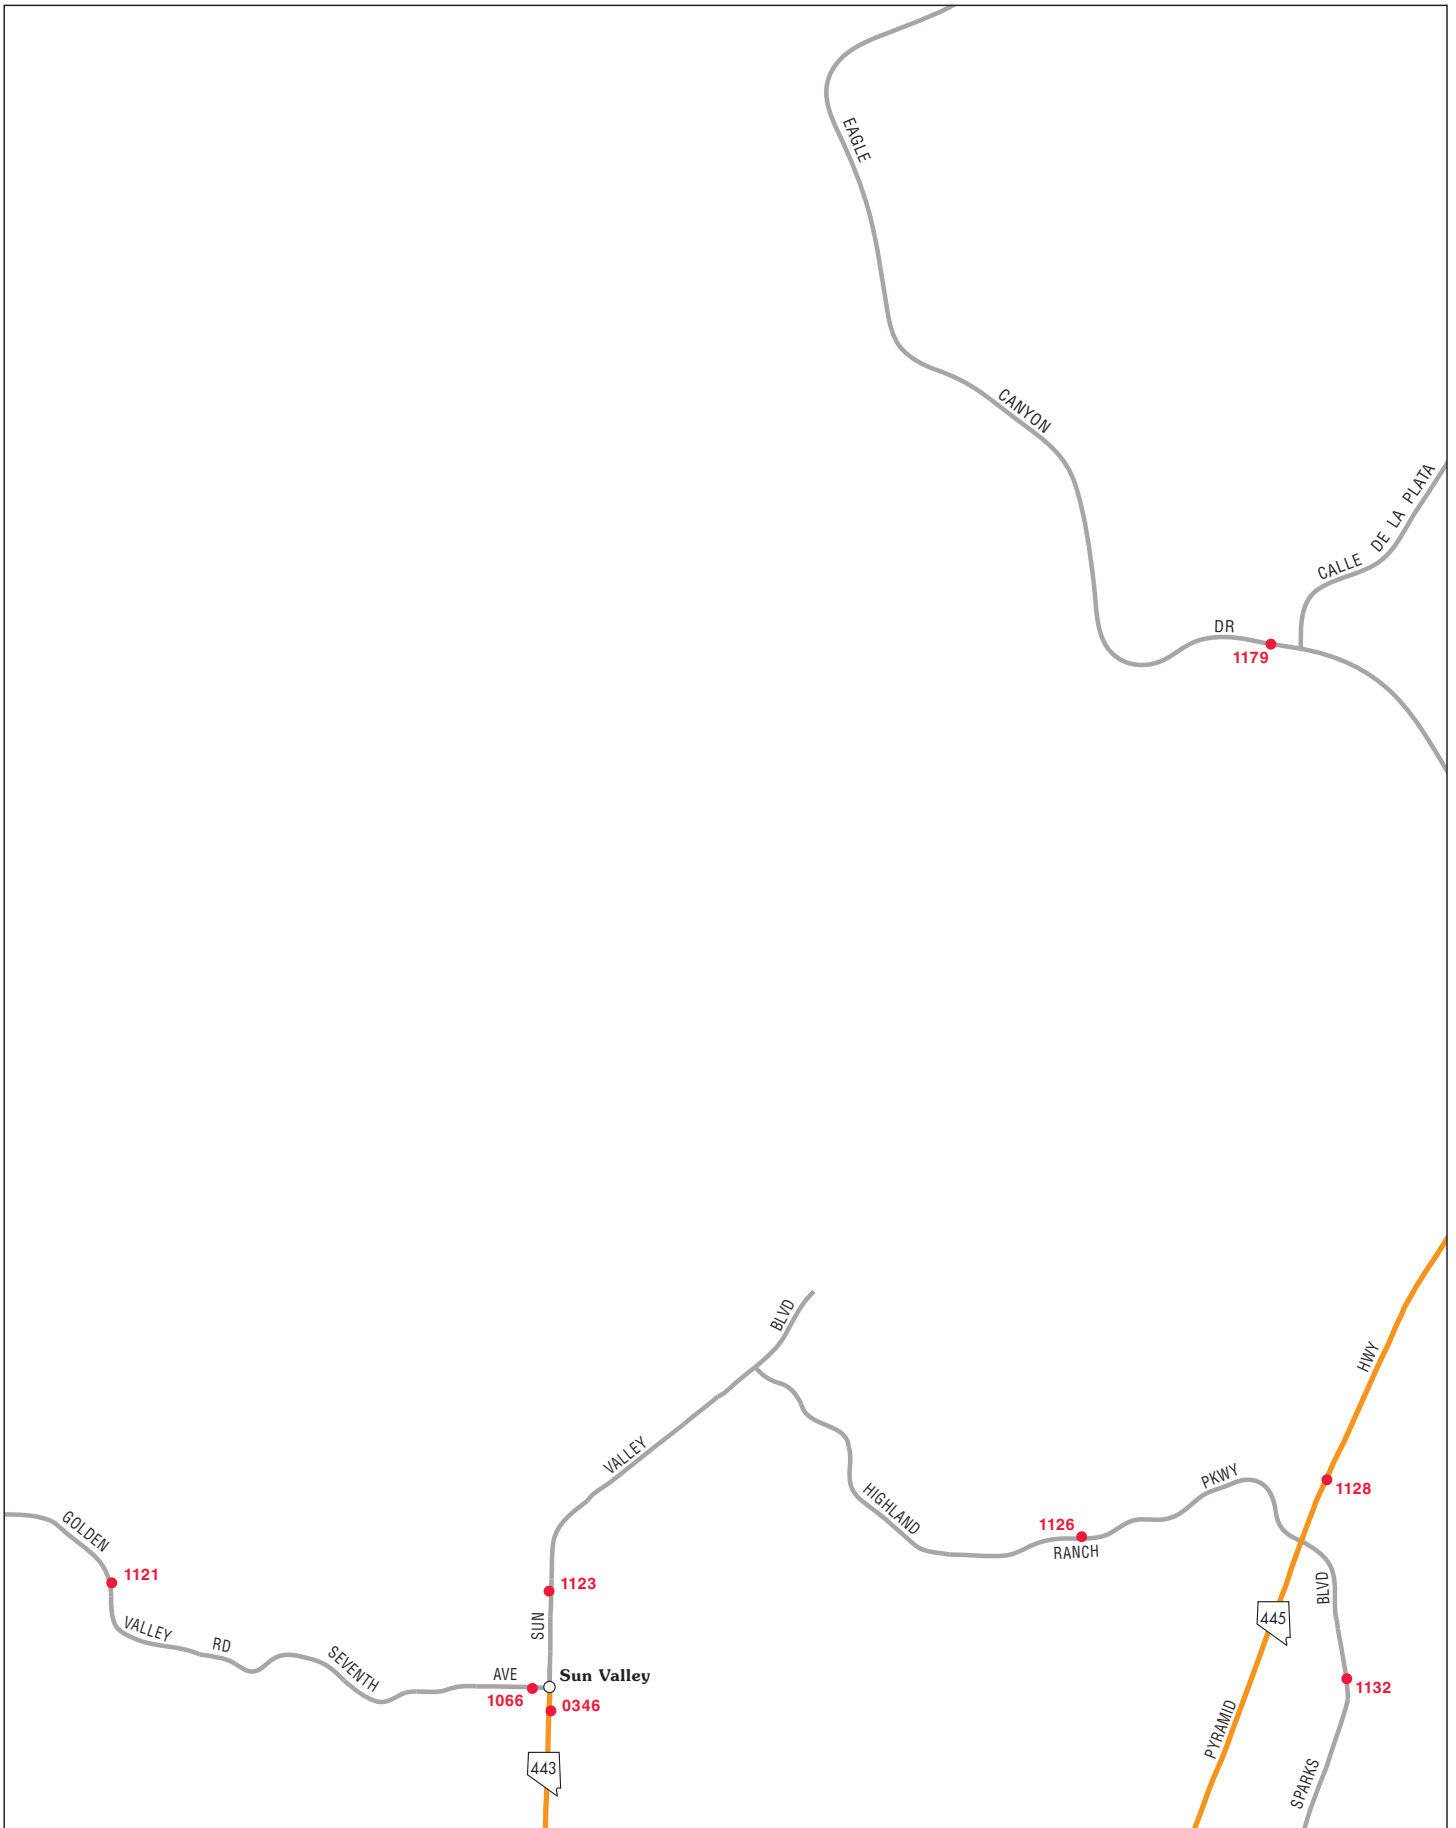 EAGLE
CANYON
CALLE DE LA PLATA
DR
1179
BLVD
HWY
VALLEY
PKWY
1128
HIGHLAND
GOLDEN
1126
RANCH
1121
1123
BLVD
445
SUN
VALLEY
RD
SEVENTH
AVE
Sun Valley
1066
0346
1132
PYRAMID
443
SPARKS